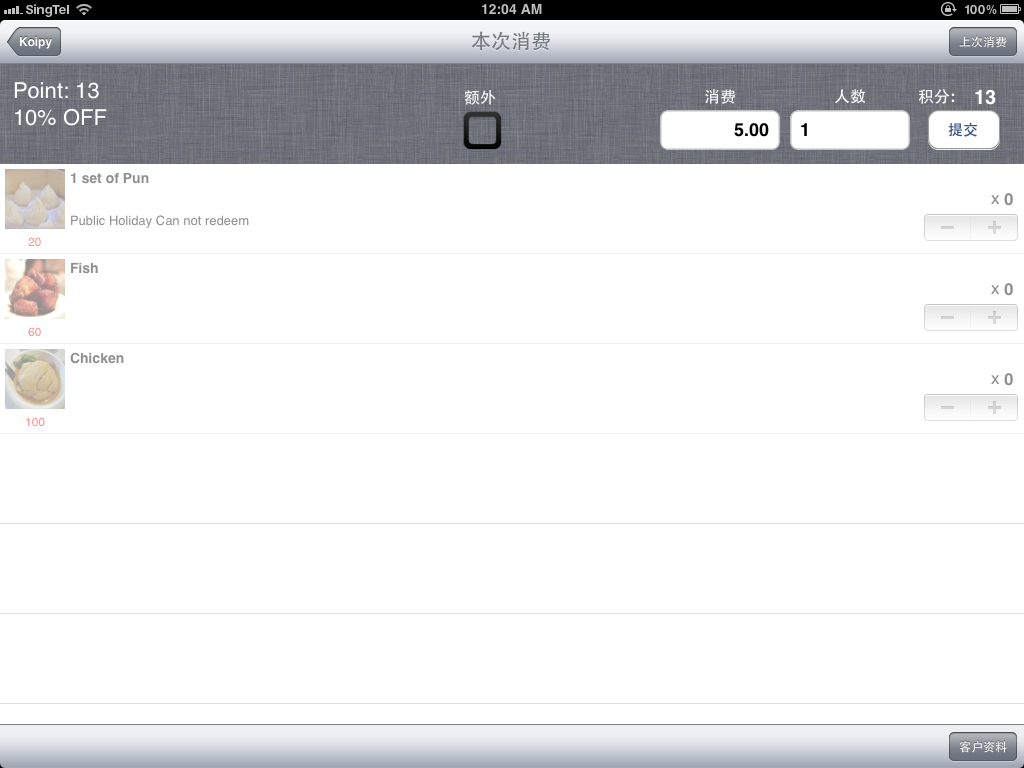 SingTel
12:04 AM
100%
Koipy
本次消费
上次消费
Point: 13
10% OFF
额外
消费
人数
积分: 13
5.00
1
提交
1 set of Pun
Public Holiday Can not redeem
x 0
20
Fish
x 0
60
Chicken
x 0
100
客户资料